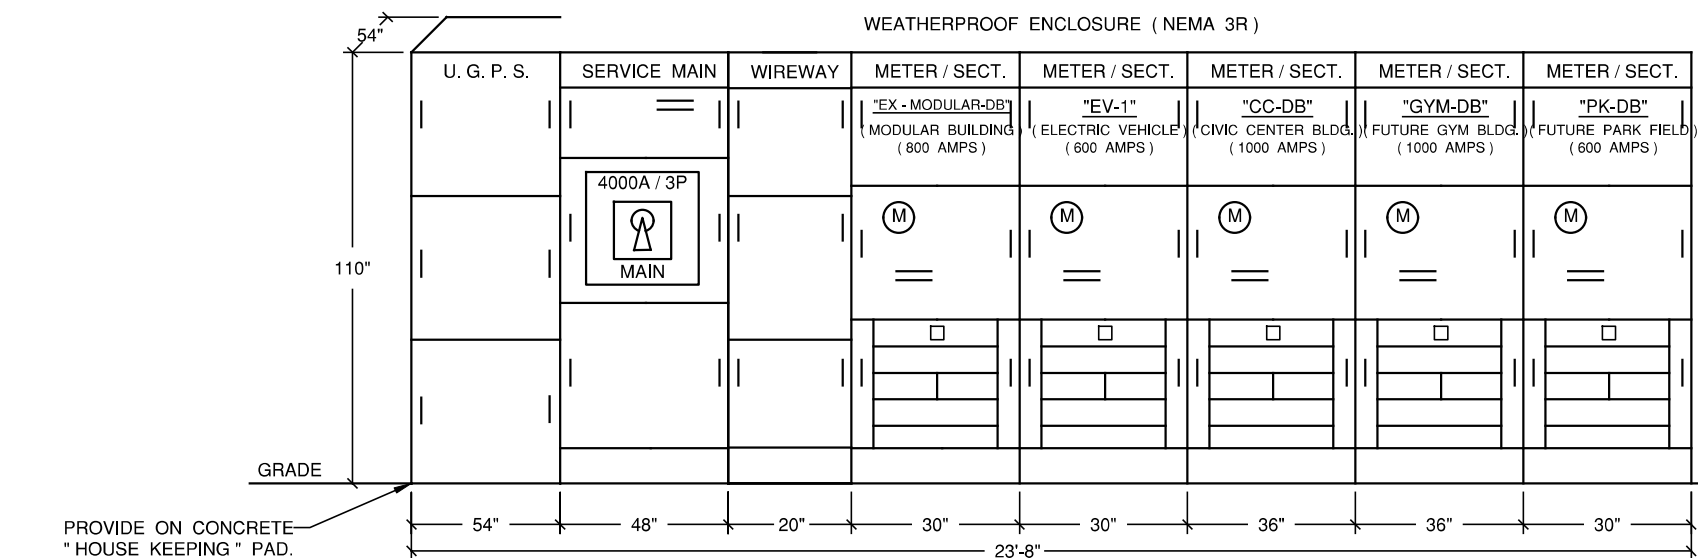 WEATHERPROOF ENCLOSURE ( NEMA 3R )
54"
U. G. P. S.
SERVICE MAIN
WIREWAY
METER / SECT.
METER / SECT.
METER / SECT.
METER / SECT.
METER / SECT.
"EX - MODULAR-DB"
( MODULAR BUILDING )
( 800 AMPS )
"EV-1"
( ELECTRIC VEHICLE )
( 600 AMPS )
"CC-DB"
( CIVIC CENTER BLDG. )
( 1000 AMPS )
"GYM-DB"
( FUTURE GYM BLDG. )
( 1000 AMPS )
"PK-DB"
( FUTURE PARK FIELD )
( 600 AMPS )
4000A / 3P
MAIN
M
M
M
M
M
110"
GRADE
PROVIDE ON CONCRETE
" HOUSE KEEPING " PAD.
54"
48"
20"
30"
30"
36"
36"
30"
23'-8"